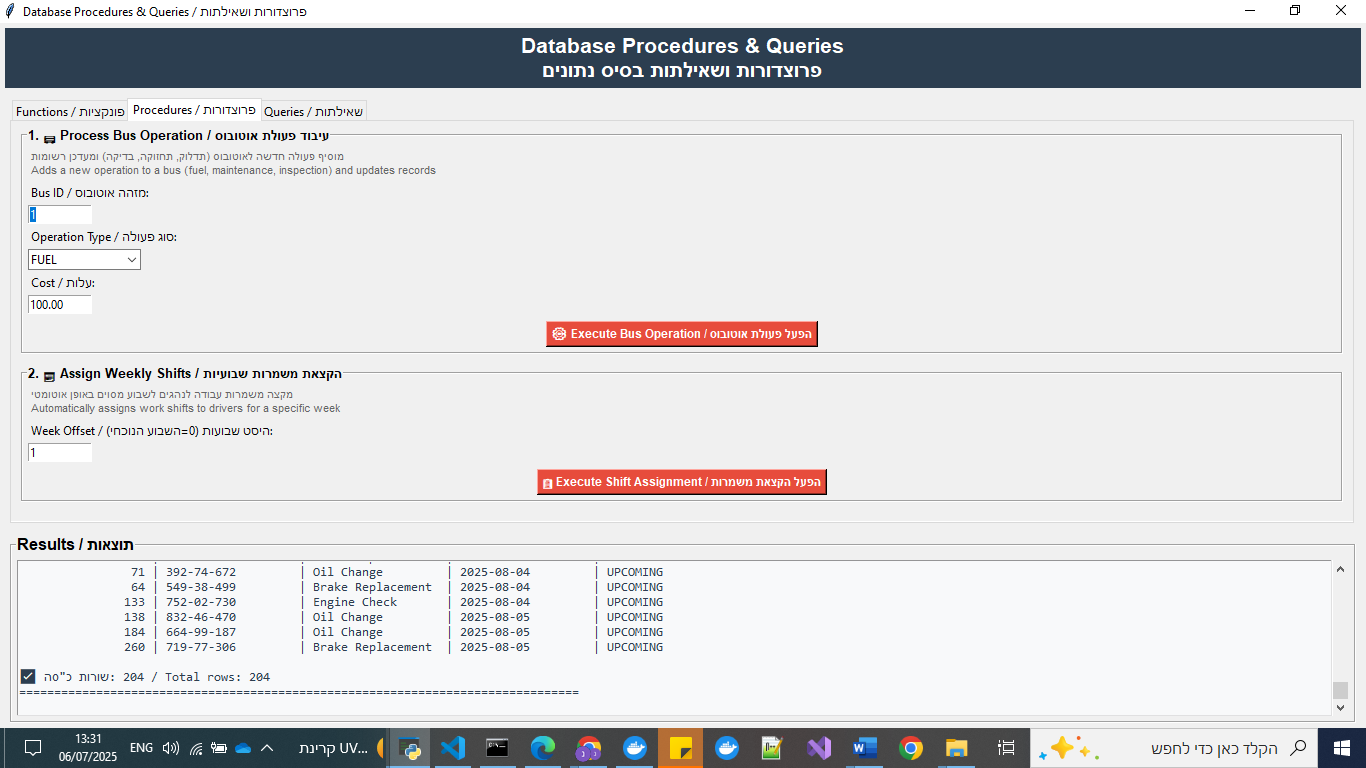 Database Procedures & Queries / פרוצדורות ושאילתות
Database Procedures & Queries
פרוצדורות ושאילתות בסיס נתונים
Functions / פונקציות
Procedures / פרוצדורות
Queries / שאילתות
1. Process Bus Operation / עיבוד פעולת אוטובוס
מוסיף פעולה חדשה לאוטובוס (תדלוק, תחזוקה, בדיקה) ומעדכן רשומות
Adds a new operation to a bus (fuel, maintenance, inspection) and updates records
Bus ID / מזהה אוטובוס:
1
Operation Type / סוג פעולה:
FUEL
Cost / עלות:
100.00
Execute Bus Operation / הפעל פעולת אוטובוס
2. Assign Weekly Shifts / הקצאת משמרות שבועיות
מקצה משמרות עבודה לנהגים לשבוע מסוים באופן אוטומטי
Automatically assigns work shifts to drivers for a specific week
Week Offset / היסט שבועות (0=השבוע הנוכחי):
1
Execute Shift Assignment / הפעל הקצאת משמרות
Results / תוצאות
71 | 392-74-672 | Oil Change | 2025-08-04 | UPCOMING
64 | 549-38-499 | Brake Replacement | 2025-08-04 | UPCOMING
133 | 752-02-730 | Engine Check | 2025-08-04 | UPCOMING
138 | 832-46-470 | Oil Change | 2025-08-05 | UPCOMING
184 | 664-99-187 | Oil Change | 2025-08-05 | UPCOMING
260 | 719-77-306 | Brake Replacement | 2025-08-05 | UPCOMING
סה"כ שורות: 204 / Total rows: 204
================================================================================
13:31
06/07/2025
ENG
קרינת UV...
הקלד כאן כדי לחפש